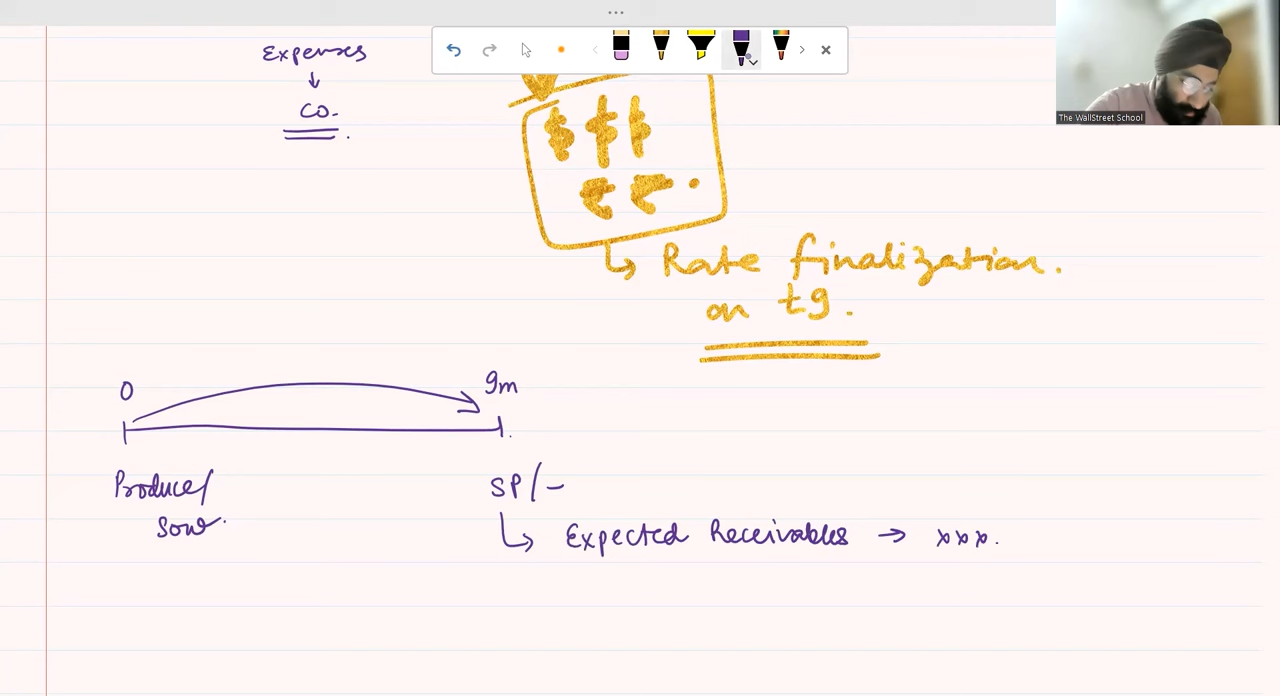 Expenses
↓
co.
$ $ $
₹ ₹ .
↳ Rate finalization.
on t9.
0
9m
Produce/
Sow.
SP/-
↳ Expected Receivables → xxx.
The WallStreet School